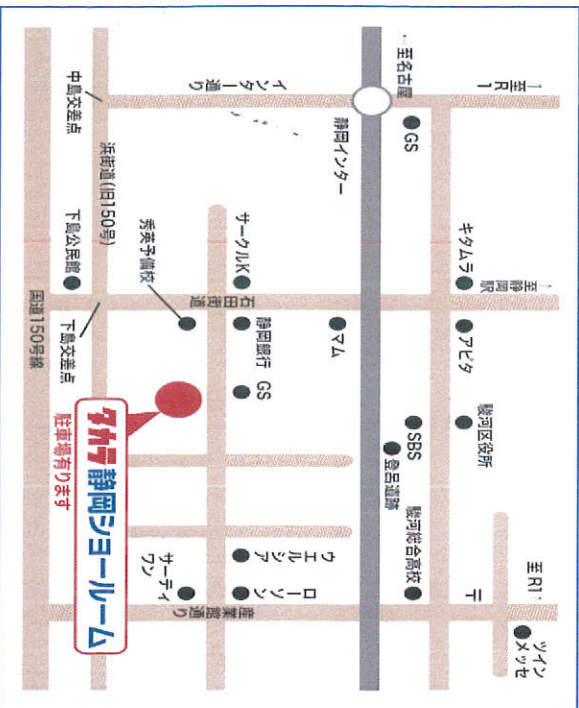 ↑至R1
至R1↑
ツイン
メッセ
↑至静岡駅
キタムラ
アピタ
駿河区役所
〒
GS
SBS
駿河総合高校
登呂遺跡
←至名古屋
静岡インター
マム
インター通り
サークルK
石田街道
静岡銀行
GS
ウエルシア
ローソン
産業館通り
秀英予備校
サーティ
ワン
浜街道(旧150号)
タカラ静岡ショールーム
駐車場有ります
中島交差点
下島公民館
下島交差点
国道150号線